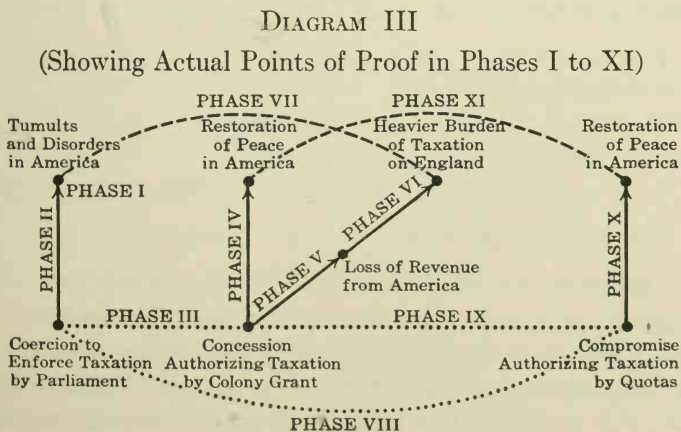 DIAGRAM III
(Showing Actual Points of Proof in Phases I to XI)
PHASE VII
PHASE XI
Tumults
and Disorders
in America
Restoration
of Peace
in America
Heavier Burden
of Taxation
on England
Restoration
of Peace
in America
PHASE I
PHASE II
PHASE IV
PHASE V
PHASE VI
PHASE X
Loss of Revenue
from America
PHASE III
PHASE IX
Coercion to
Enforce Taxation
by Parliament
Concession
Authorizing Taxation
by Colony Grant
Compromise
Authorizing Taxation
by Quotas
PHASE VIII